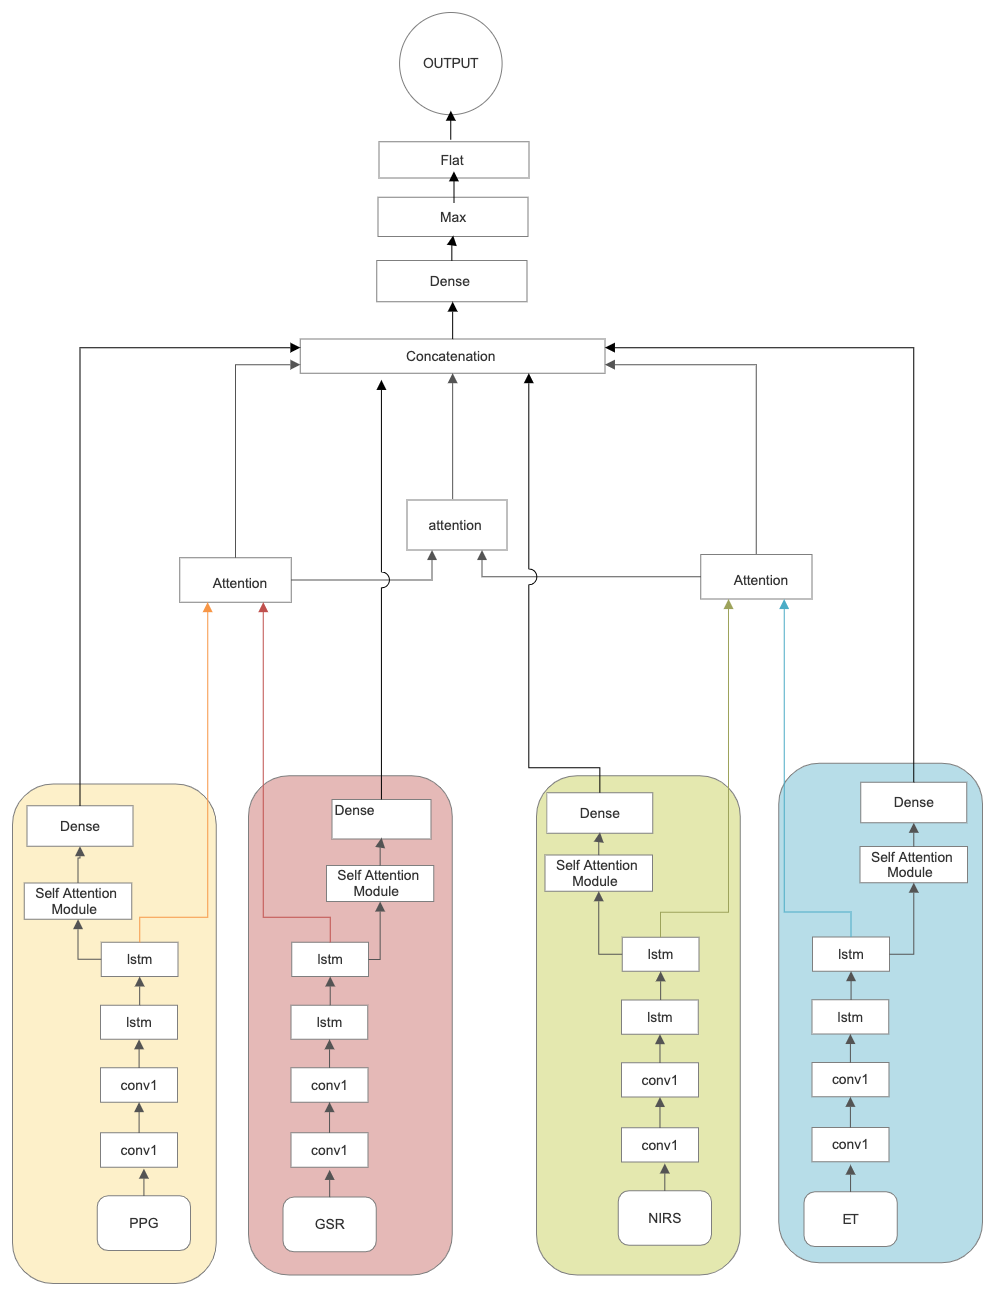 OUTPUT
Flat
Max
Dense
Concatenation
attention
Attention
Attention
Dense
Self Attention
Module
lstm
lstm
conv1
conv1
PPG
Dense
Self Attention
Module
lstm
lstm
conv1
conv1
GSR
Dense
Self Attention
Module
lstm
lstm
conv1
conv1
NIRS
Dense
Self Attention
Module
lstm
lstm
conv1
conv1
ET